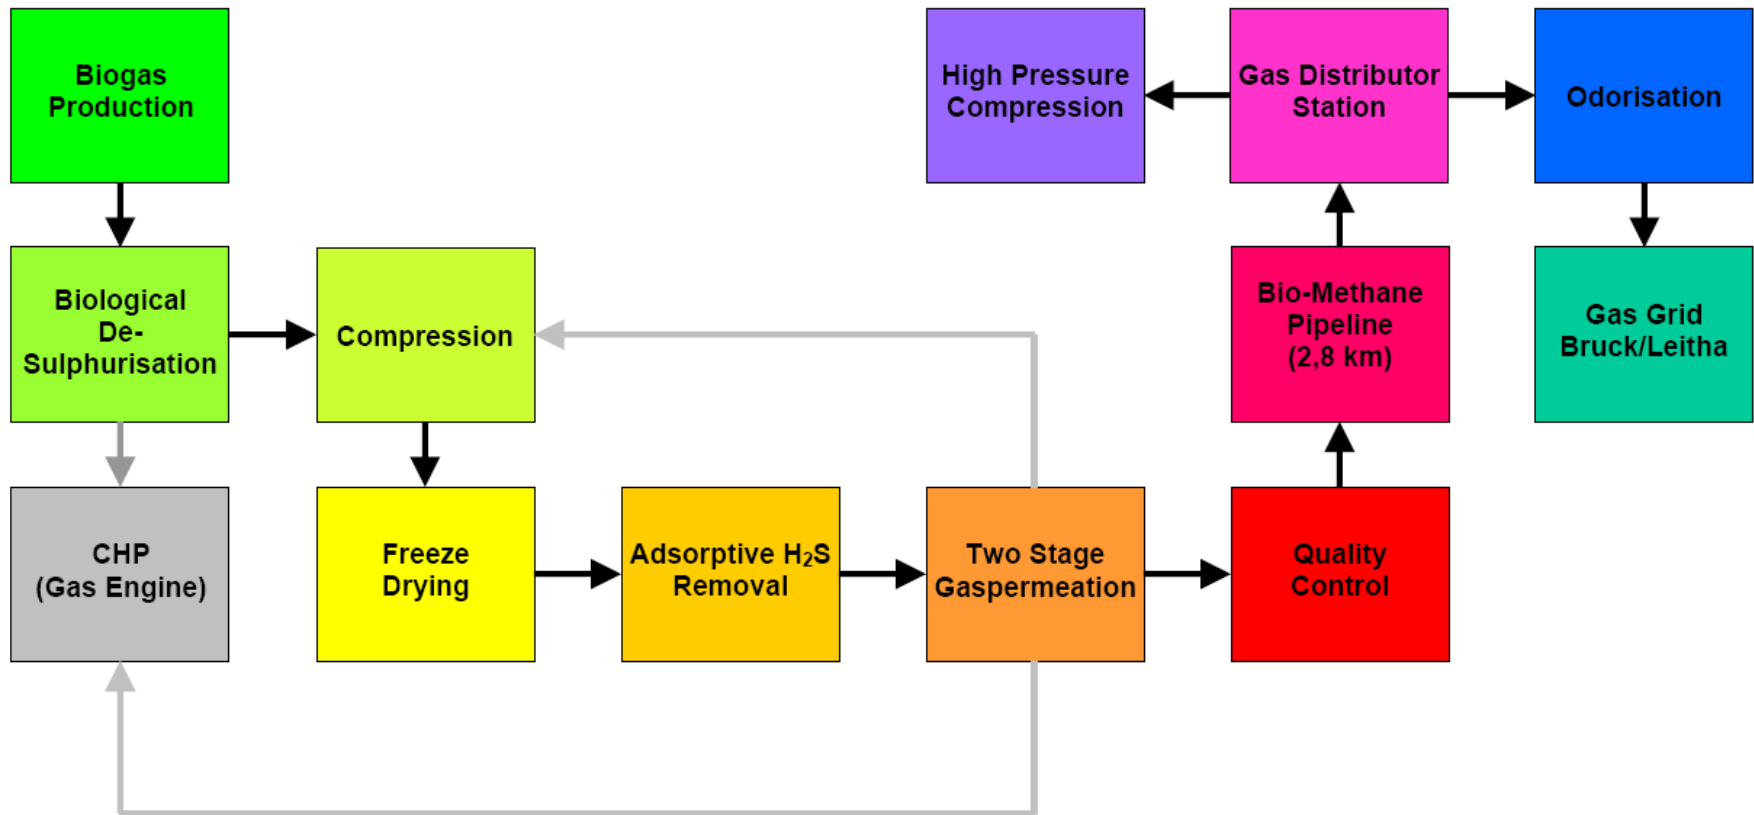 Biogas
Production
High Pressure
Compression
Gas Distributor
Station
Odorisation
Biological
De-
Sulphurisation
Compression
Bio-Methane
Pipeline
(2,8 km)
Gas Grid
Bruck/Leitha
CHP
(Gas Engine)
Freeze
Drying
Adsorptive H₂S
Removal
Two Stage
Gaspermeation
Quality
Control